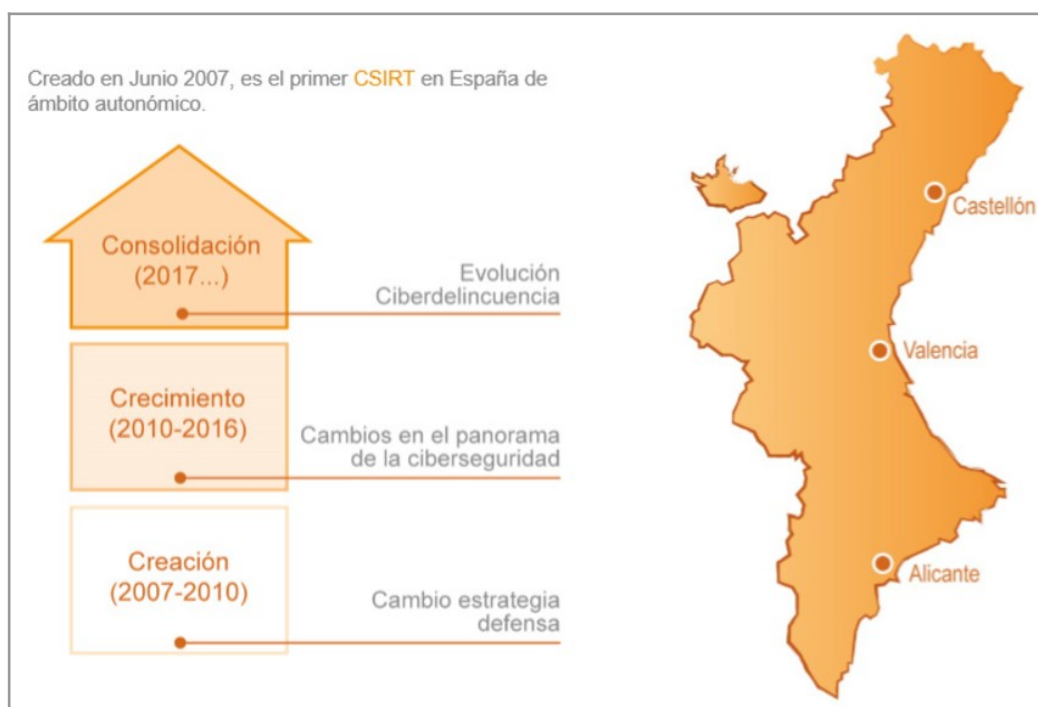 Creado en Junio 2007, es el primer CSIRT en España de
ámbito autonómico.
Consolidación
(2017...)
Evolución
Ciberdelincuencia
Crecimiento
(2010-2016)
Cambios en el panorama
de la ciberseguridad
Creación
(2007-2010)
Cambio estrategia
defensa
Castellón
Valencia
Alicante